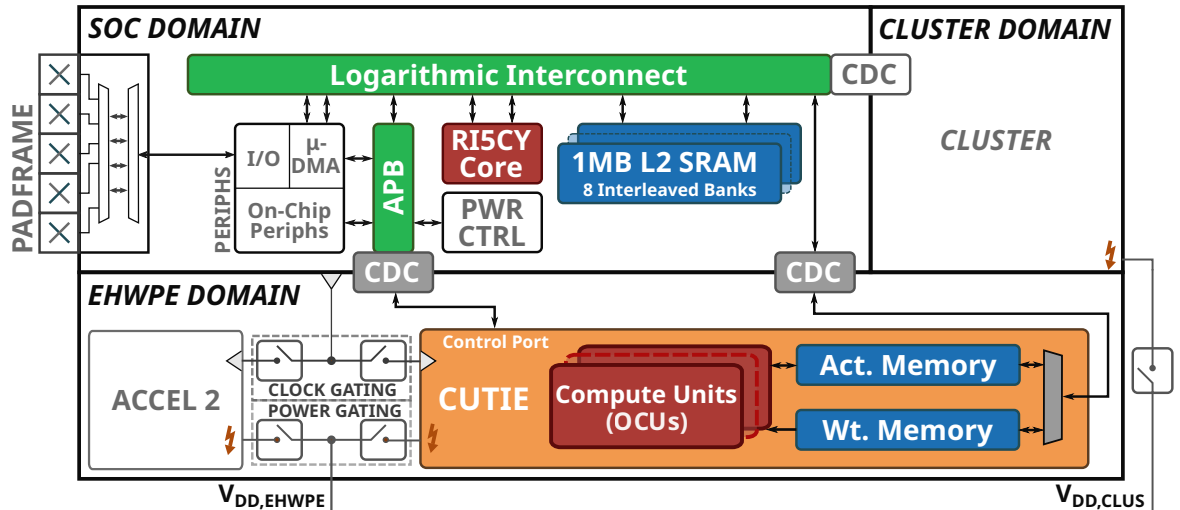 SOC DOMAIN
CLUSTER DOMAIN
Logarithmic Interconnect
CDC
PADFRAME
PERIPHS
I/O
μ-
DMA
On-Chip
Periphs
APB
RI5CY
Core
PWR
CTRL
1MB L2 SRAM
8 Interleaved Banks
CLUSTER
CDC
CDC
EHWPE DOMAIN
ACCEL 2
CLOCK GATING
POWER GATING
Control Port
CUTIE
Compute Units
(OCUs)
Act. Memory
Wt. Memory
VDD,EHWPE
VDD,CLUS